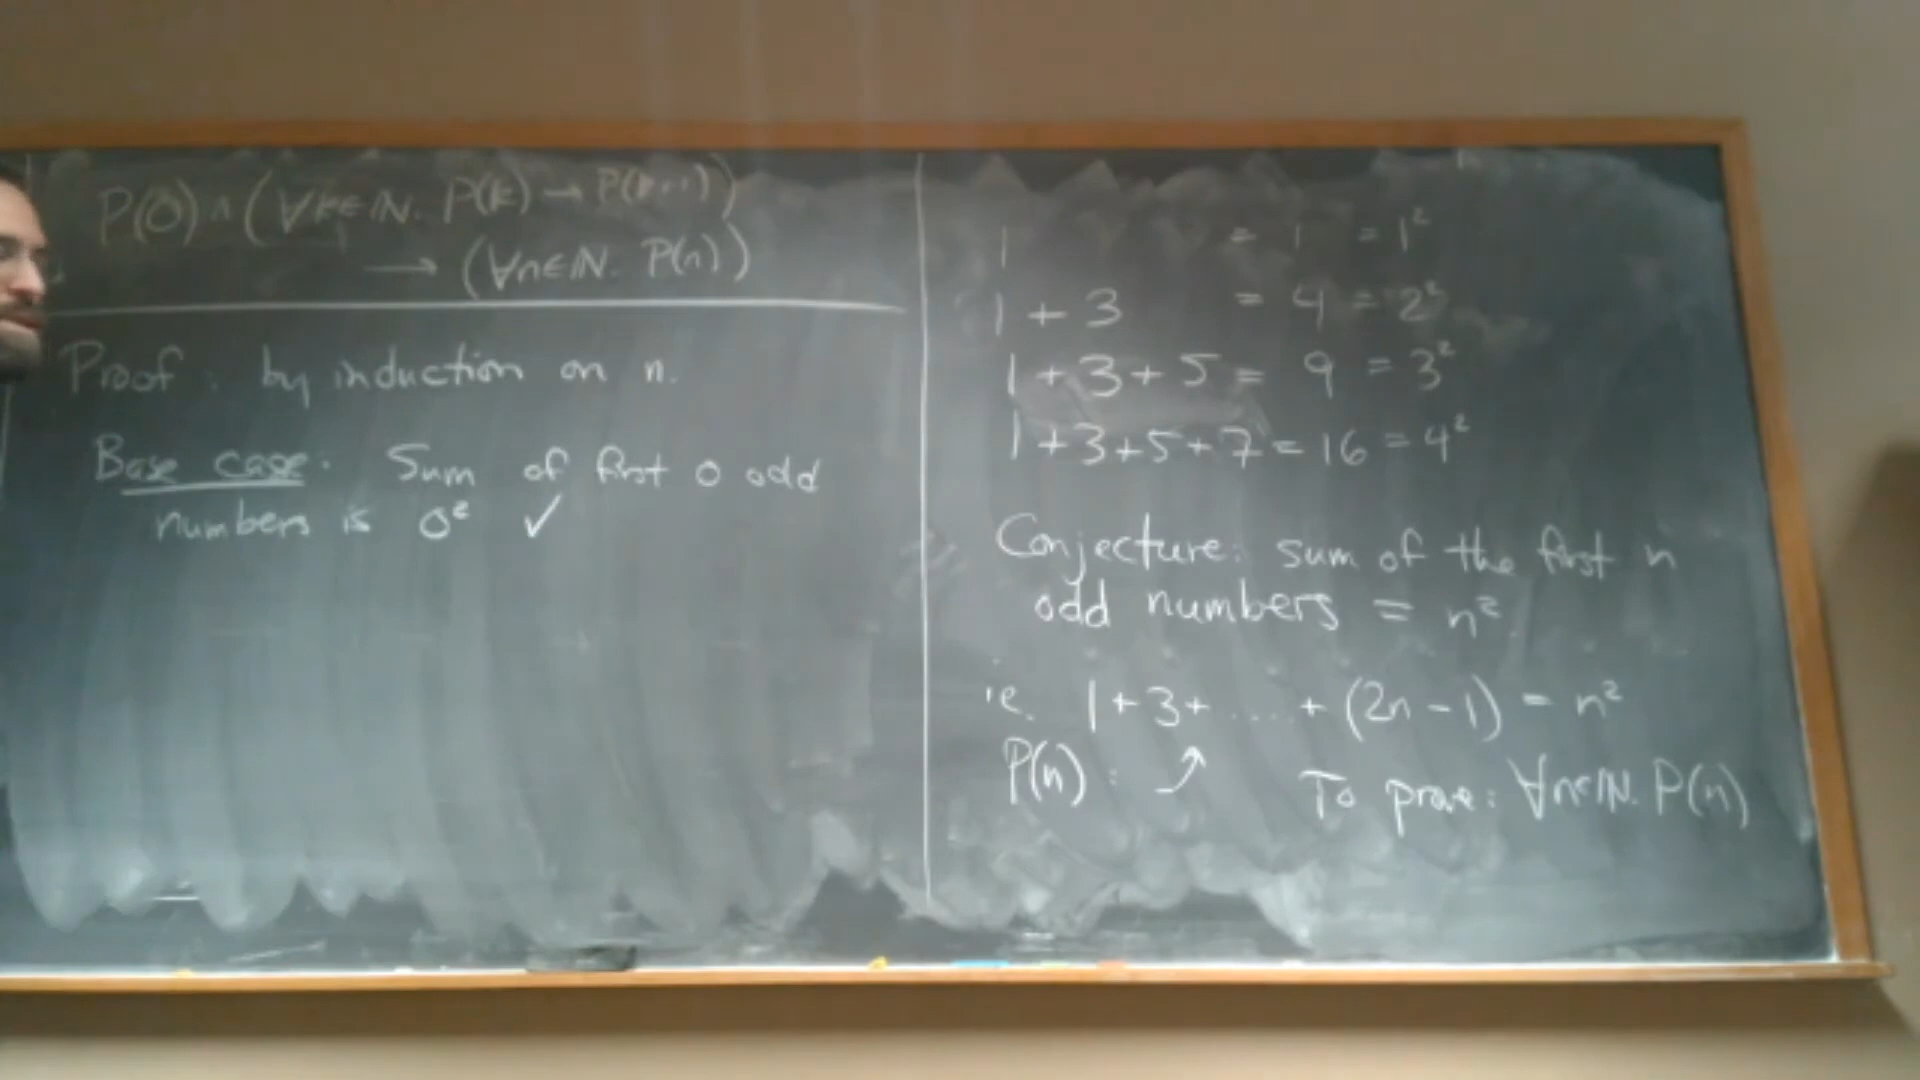 P(0) ∧ (∀k∈ℕ. P(k) → P(k+1))
→ (∀n∈ℕ. P(n))
Proof: by induction on n.
Base case: Sum of first 0 odd
numbers is 0² ✓
1 = 1 = 1²
1 + 3 = 4 = 2²
1 + 3 + 5 = 9 = 3²
1 + 3 + 5 + 7 = 16 = 4²
Conjecture: sum of the first n
odd numbers = n²
ie. 1 + 3 + .... + (2n - 1) = n²
P(n): ⤴ To prove: ∀n∈ℕ. P(n)